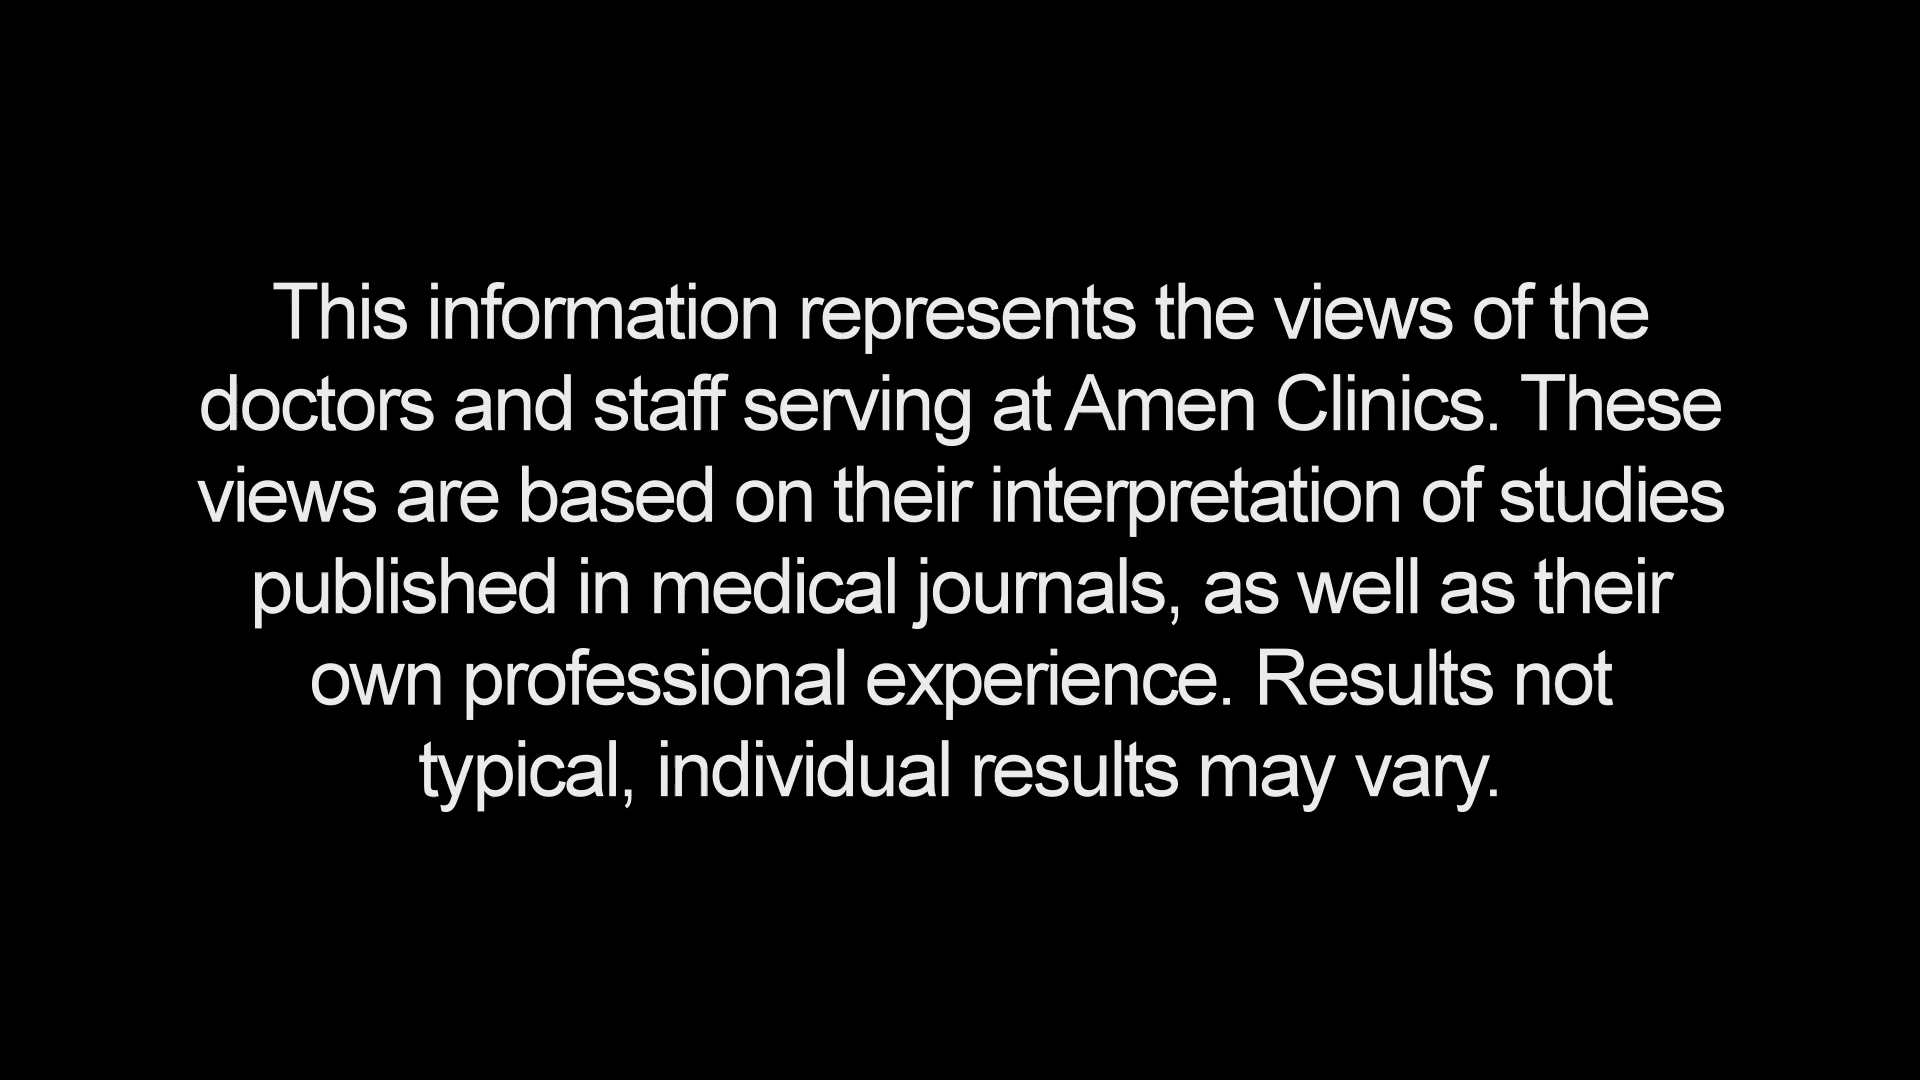 This information represents the views of the
doctors and staff serving at Amen Clinics. These
views are based on their interpretation of studies
published in medical journals, as well as their
own professional experience. Results not
typical, individual results may vary.